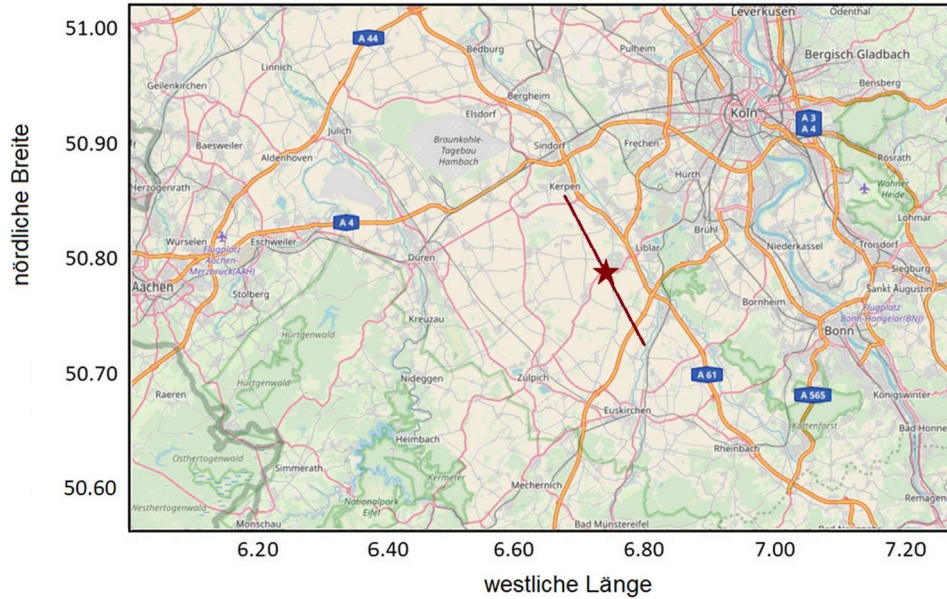 51.00
50.90
50.80
50.70
50.60
nördliche Breite
6.20
6.40
6.60
6.80
7.00
7.20
westliche Länge
Leverkusen
Odenthal
A 44
Pulheim
Bedburg
Bergisch Gladbach
Linnich
Bensberg
Geilenkirchen
Bergheim
Elsdorf
Köln
A 3
A 4
Jülich
Baesweiler
Braunkohle-
Tagebau
Hambach
Sindorf
Frechen
Aldenhoven
Rösrath
Herzogenrath
Kerpen
Hürth
Wahner
Heide
A 4
Brühl
Lohmar
Würselen
Eschweiler
Liblar
Niederkassel
Troisdorf
Flugplatz
Aachen-
Merzbrück(AAH)
Düren
Siegburg
Aachen
Stolberg
Sankt Augustin
Bornheim
Flugplatz
Bonn-Hangelar(BNJ)
Kreuzau
Bonn
Hürtgenwald
Hürtgenwald
Nideggen
Zülpich
A 61
Raeren
A 565
Königswinter
Euskirchen
Kottenforst
Bad Honne
Heimbach
Rheinbach
Osthertogenwald
Simmerath
Kermeter
Mechernich
Westhertogenwald
Nationalpark
Eifel
Remagen
Monschau
Bad Münstereifel